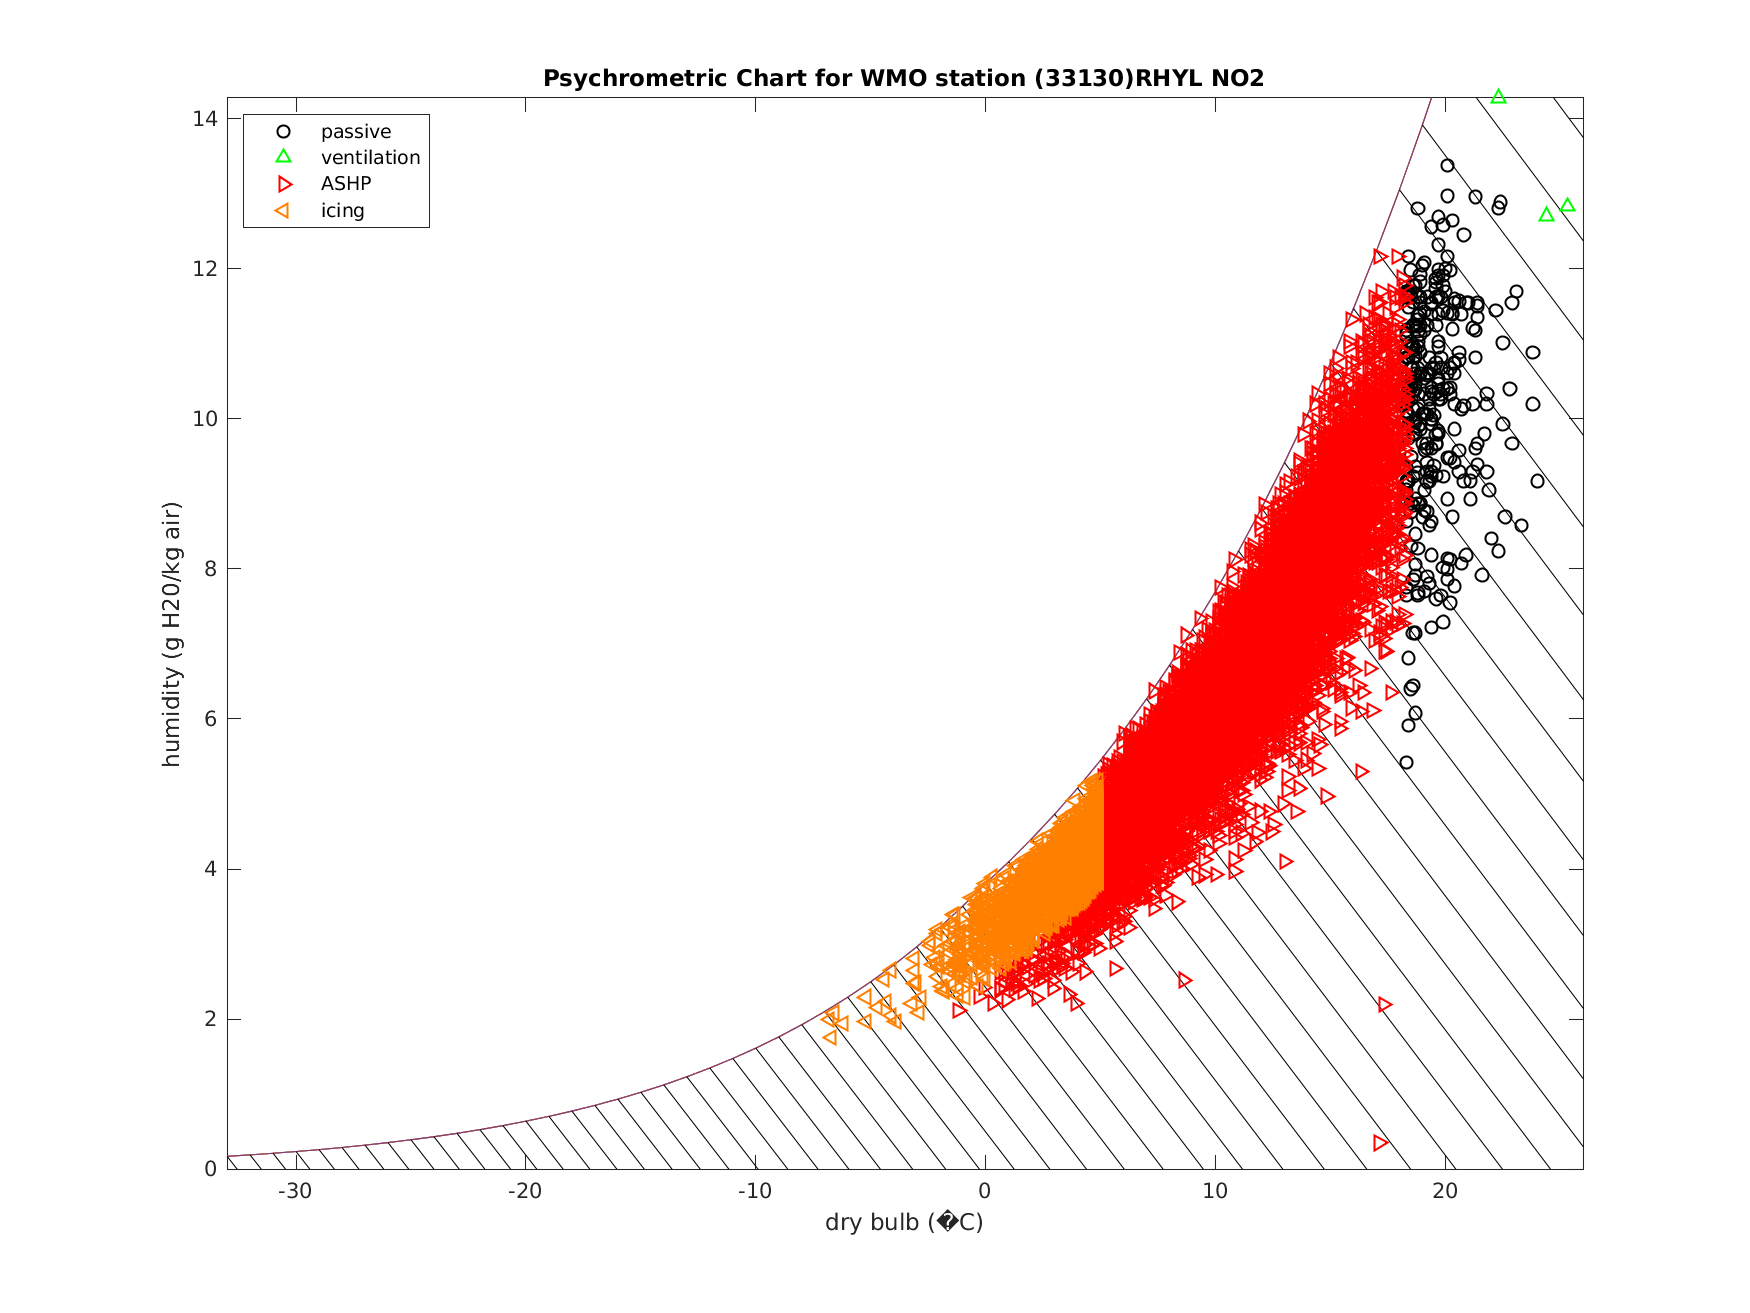 Psychrometric Chart for WMO station (33130)RHYL NO2
passive
ventilation
ASHP
icing
humidity (g H20/kg air)
14
12
10
8
6
4
2
0
-30
-20
-10
0
10
20
dry bulb (�C)